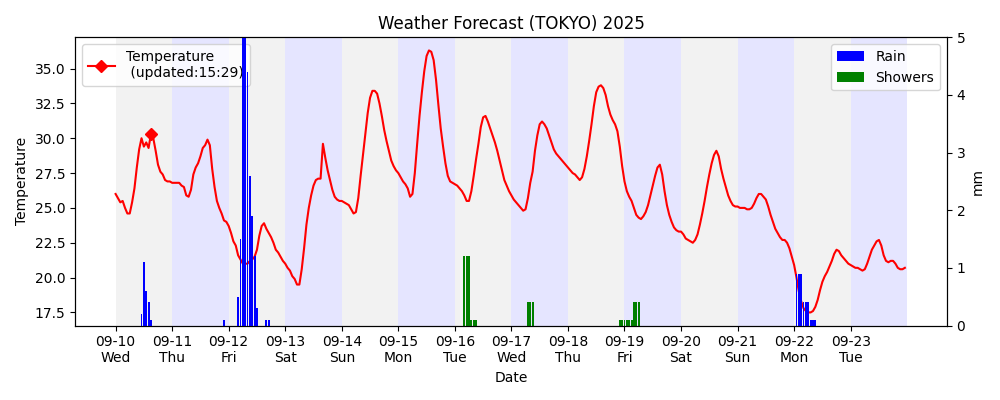 Weather Forecast (TOKYO) 2025
Temperature
(updated:15:29)
Rain
Showers
Temperature
35.0
32.5
30.0
27.5
25.0
22.5
20.0
17.5
5
4
3
2
1
0
mm
09-10 09-11 09-12 09-13 09-14 09-15 09-16 09-17 09-18 09-19 09-20 09-21 09-22 09-23
Wed Thu Fri Sat Sun Mon Tue Wed Thu Fri Sat Sun Mon Tue
Date